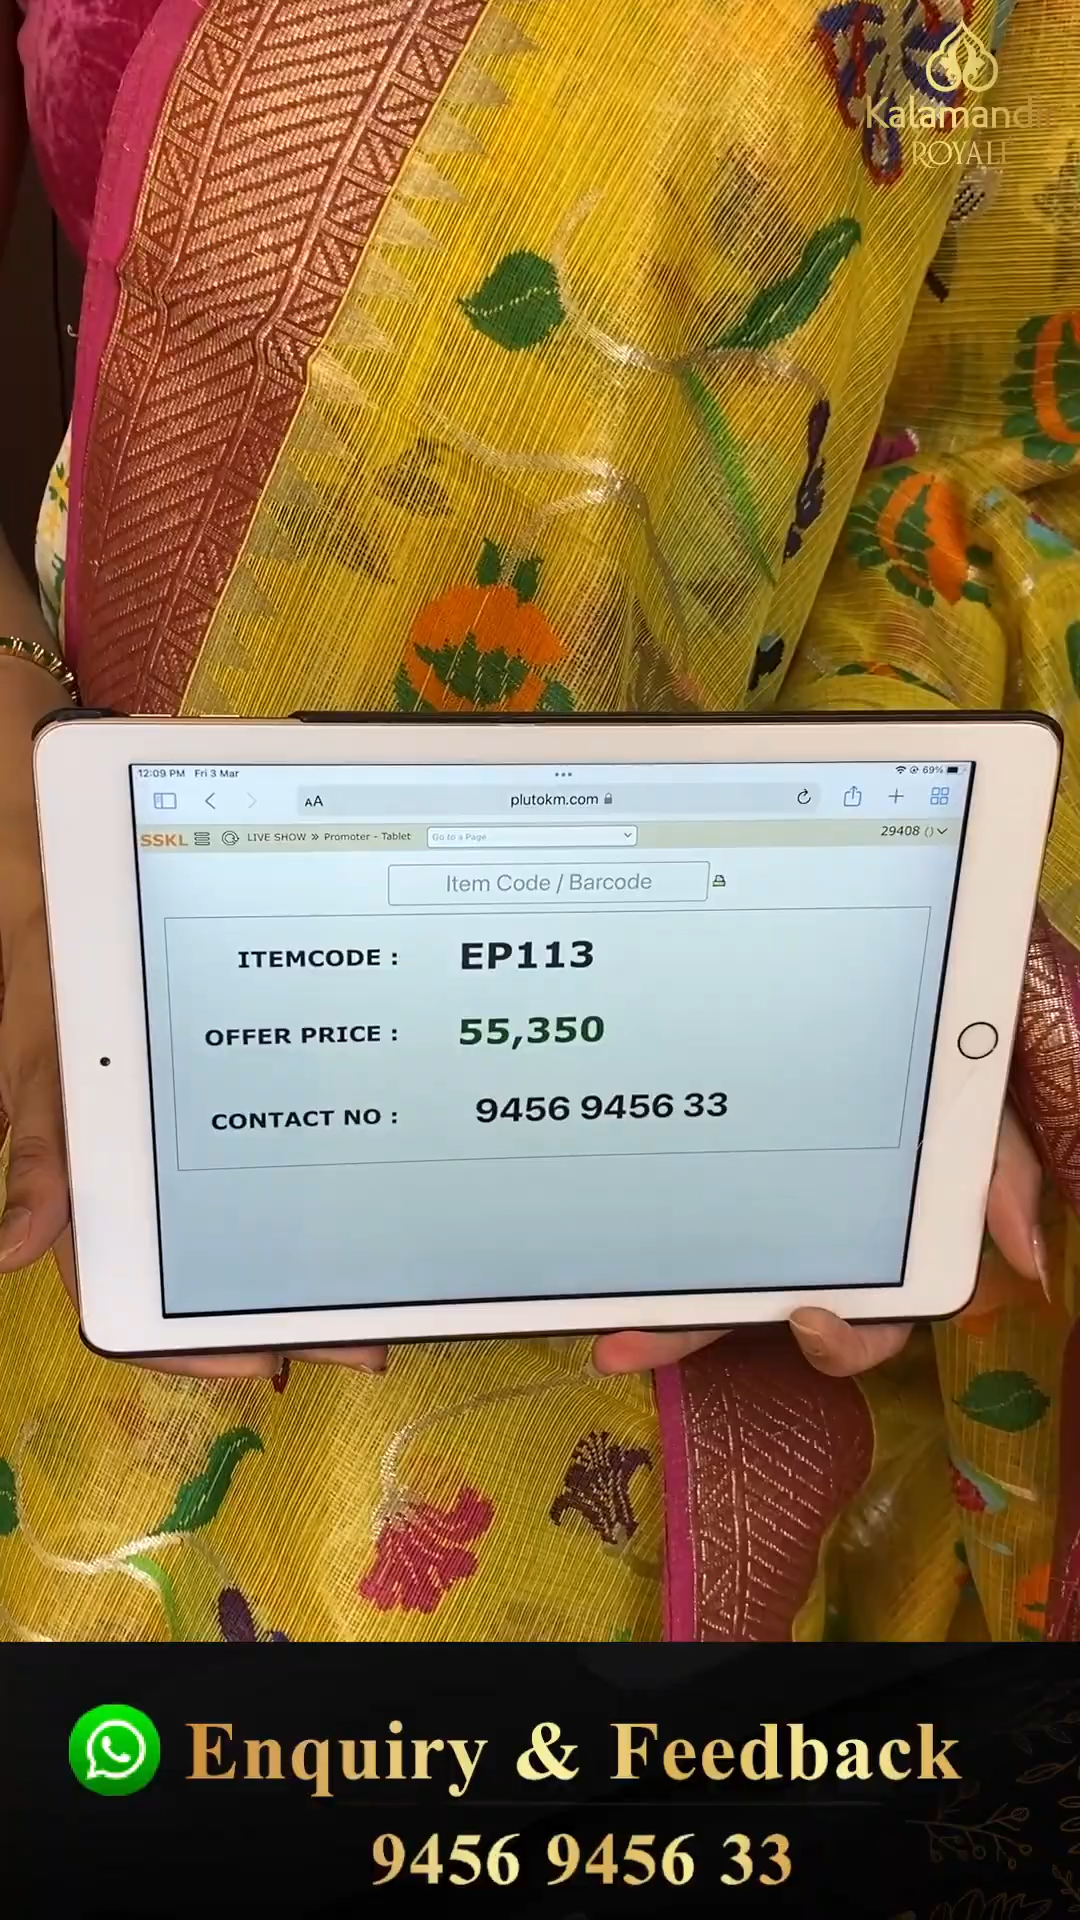 Kalamand
ROYALE
12:09 PM Fri 3 Mar
69%
AA
plutokm.com
SSKL
LIVE SHOW » Promoter - Tablet
Go to a Page
29408 ()
Item Code / Barcode
ITEMCODE : EP113
OFFER PRICE : 55,350
CONTACT NO : 9456 9456 33
Enquiry & Feedback
9456 9456 33